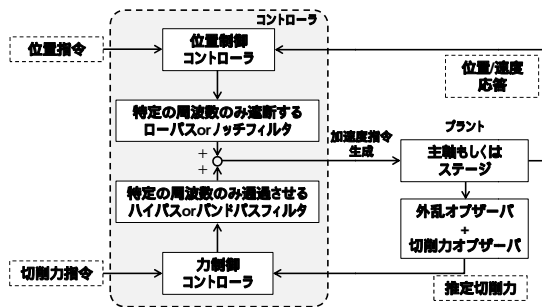 コントローラ
位置指令
位置制御
コントローラ
位置/速度
応答
特定の周波数のみ遮断する
ローパスorノッチフィルタ
+
+
加速度指令
生成
プラント
主軸もしくは
ステージ
特定の周波数のみ通過させる
ハイパスorバンドパスフィルタ
外乱オブザーバ
+
切削力オブザーバ
切削力指令
力制御
コントローラ
推定切削力